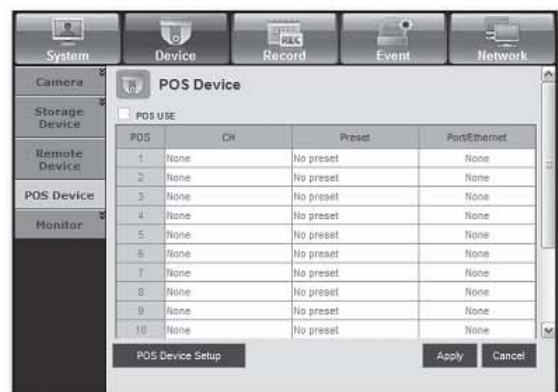 System Device Record Event Network
REC
Camera
Storage
Device
Remote
Device
POS Device
Monitor
POS Device
POS USE
POS CH Preset Port/Ethernet
1 None No preset None
2 None No preset None
3 None No preset None
4 None No preset None
5 None No preset None
6 None No preset None
7 None No preset None
8 None No preset None
9 None No preset None
10 None No preset None
POS Device Setup Apply Cancel